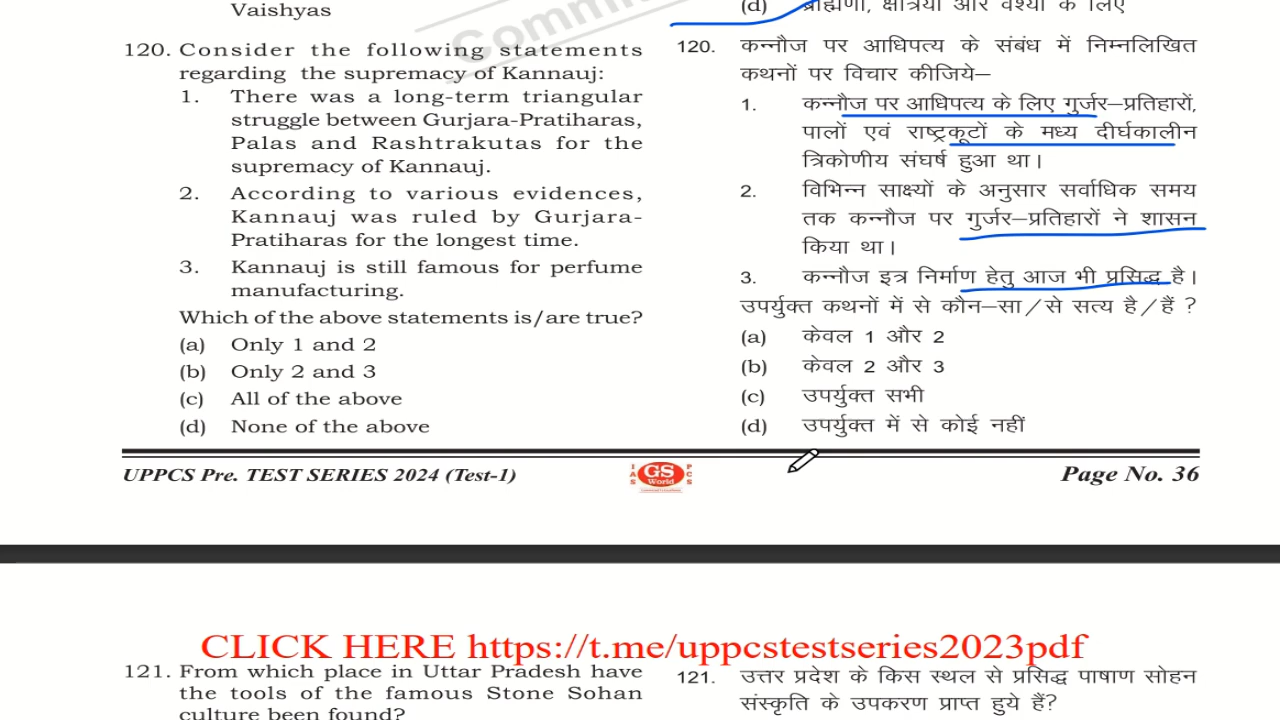 Vaishyas
120. Consider the following statements
regarding the supremacy of Kannauj:
1. There was a long-term triangular
struggle between Gurjara-Pratiharas,
Palas and Rashtrakutas for the
supremacy of Kannauj.
2. According to various evidences,
Kannauj was ruled by Gurjara-
Pratiharas for the longest time.
3. Kannauj is still famous for perfume
manufacturing.
Which of the above statements is/are true?
(a) Only 1 and 2
(b) Only 2 and 3
(c) All of the above
(d) None of the above
(d) ब्राह्मणों, क्षत्रियों और वैश्यों के लिए
120. कन्नौज पर आधिपत्य के संबंध में निम्नलिखित
कथनों पर विचार कीजिये–
1. कन्नौज पर आधिपत्य के लिए गुर्जर–प्रतिहारों,
पालों एवं राष्ट्रकूटों के मध्य दीर्घकालीन
त्रिकोणीय संघर्ष हुआ था।
2. विभिन्न साक्ष्यों के अनुसार सर्वाधिक समय
तक कन्नौज पर गुर्जर–प्रतिहारों ने शासन
किया था।
3. कन्नौज इत्र निर्माण हेतु आज भी प्रसिद्ध है।
उपर्युक्त कथनों में से कौन–सा/से सत्य है/हैं ?
(a) केवल 1 और 2
(b) केवल 2 और 3
(c) उपर्युक्त सभी
(d) उपर्युक्त में से कोई नहीं
UPPCS Pre. TEST SERIES 2024 (Test-1)
IAS GS World PCS
Page No. 36
CLICK HERE https://t.me/uppcstestseries2023pdf
121. From which place in Uttar Pradesh have
the tools of the famous Stone Sohan
culture been found?
121. उत्तर प्रदेश के किस स्थल से प्रसिद्ध पाषाण सोहन
संस्कृति के उपकरण प्राप्त हुये हैं?